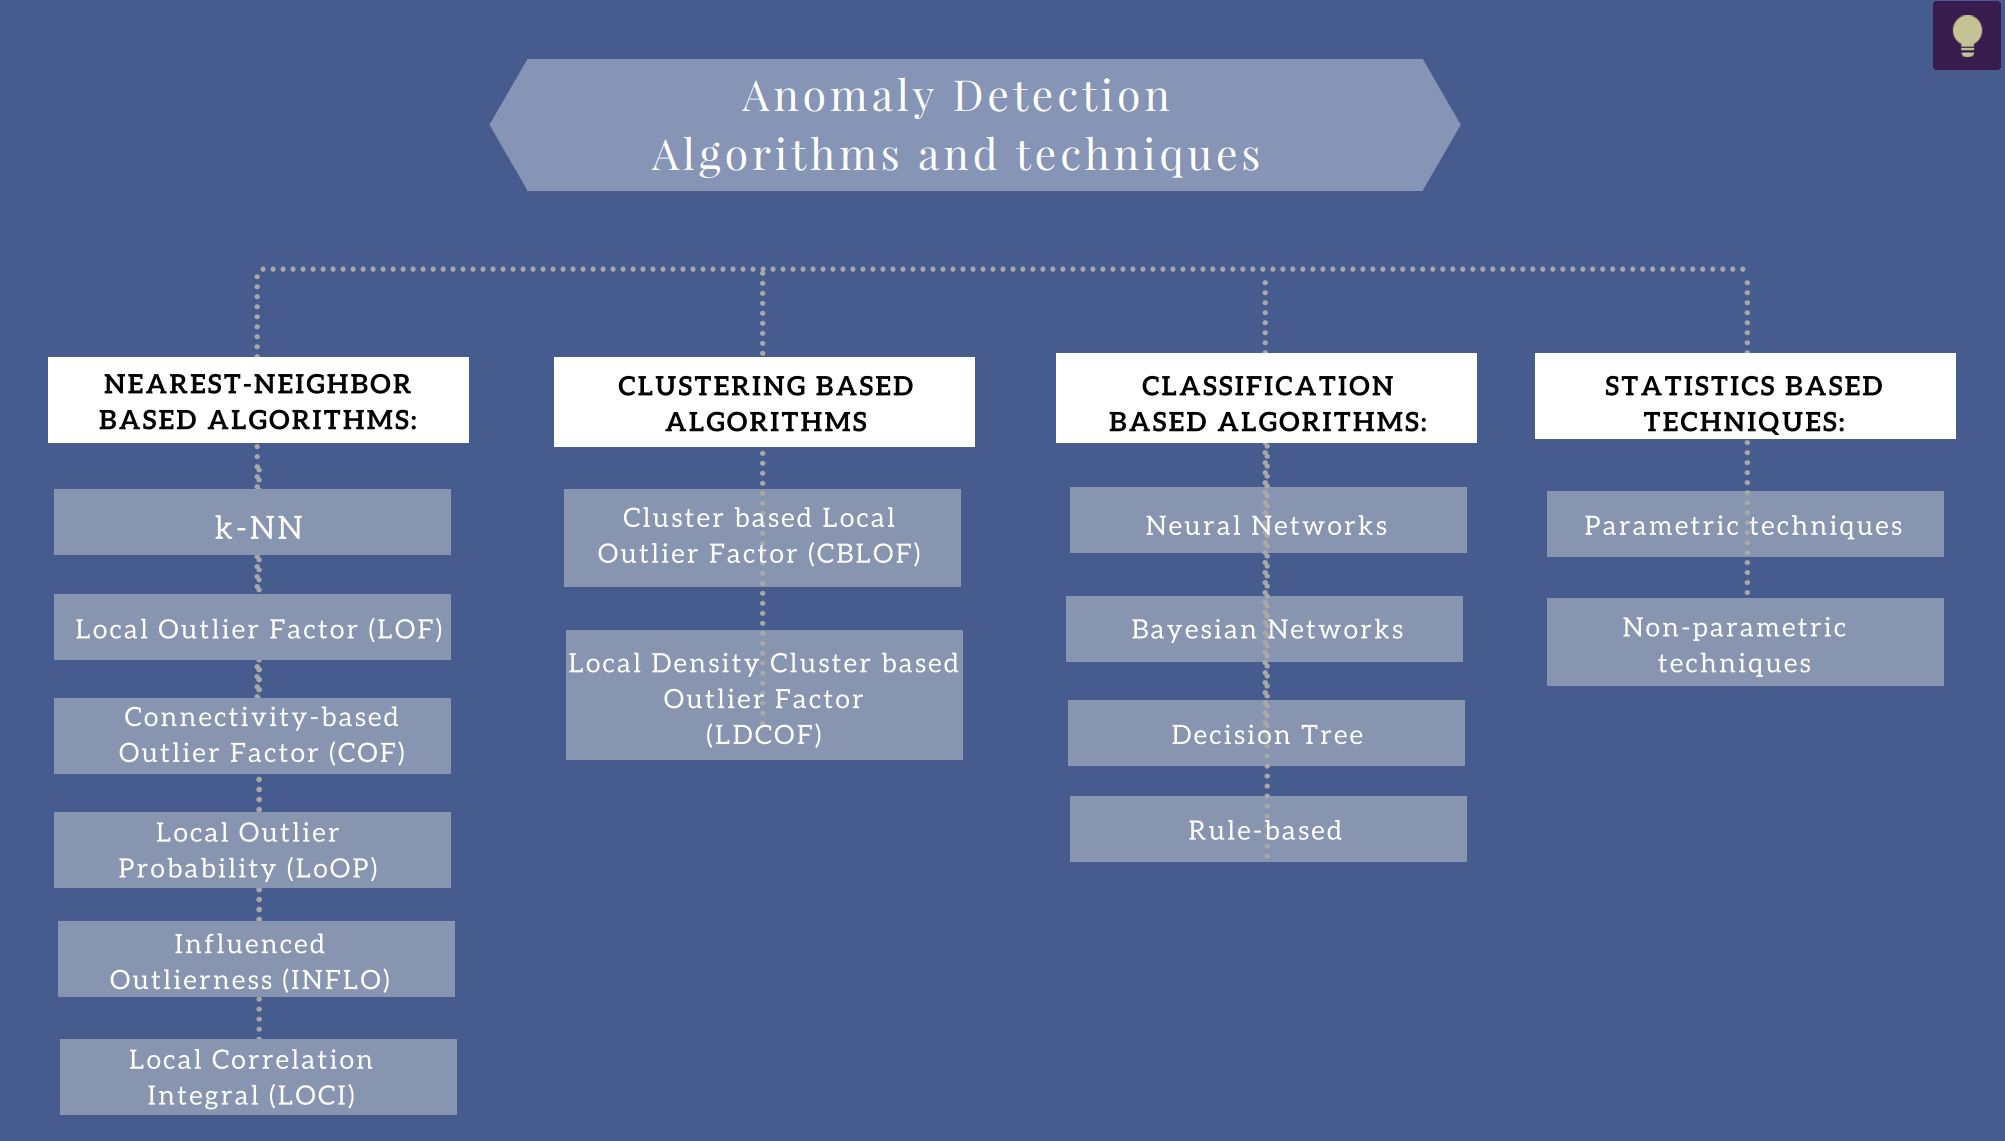 Anomaly Detection
Algorithms and techniques
NEAREST-NEIGHBOR
BASED ALGORITHMS:
k-NN
Local Outlier Factor (LOF)
Connectivity-based
Outlier Factor (COF)
Local Outlier
Probability (LoOP)
Influenced
Outlierness (INFLO)
Local Correlation
Integral (LOCI)
CLUSTERING BASED
ALGORITHMS
Cluster based Local
Outlier Factor (CBLOF)
Local Density Cluster based
Outlier Factor
(LDCOF)
CLASSIFICATION
BASED ALGORITHMS:
Neural Networks
Bayesian Networks
Decision Tree
Rule-based
STATISTICS BASED
TECHNIQUES:
Parametric techniques
Non-parametric
techniques